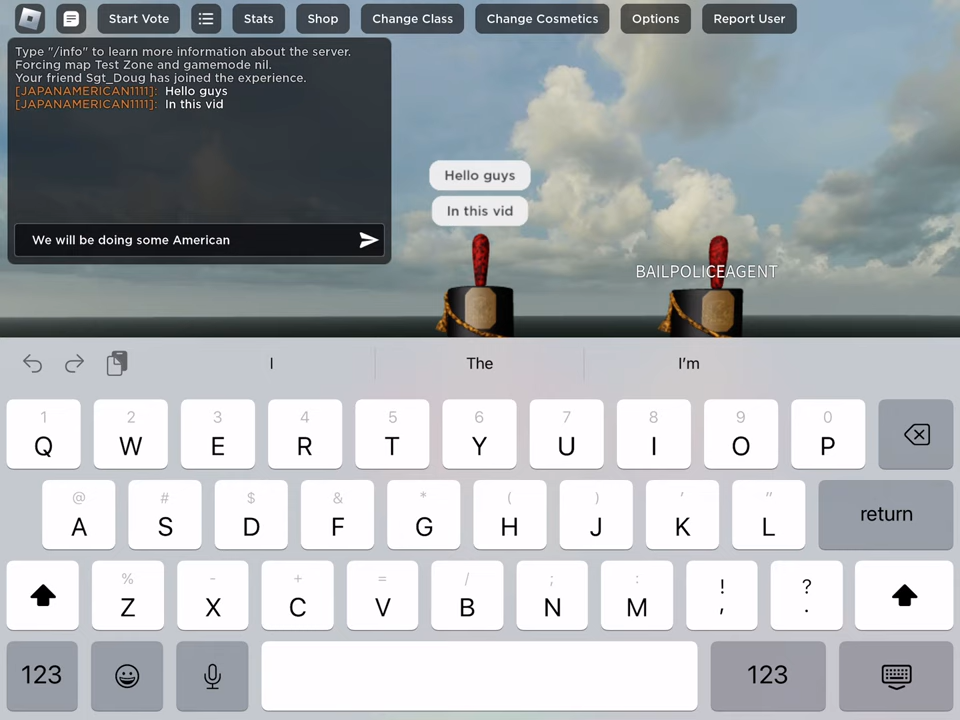 Start Vote
Stats
Shop
Change Class
Change Cosmetics
Options
Report User
Type "/info" to learn more information about the server.
Forcing map Test Zone and gamemode nil.
Your friend Sgt_Doug has joined the experience.
[JAPANAMERICAN1111]: Hello guys
[JAPANAMERICAN1111]: In this vid
We will be doing some American
Hello guys
In this vid
BAILPOLICEAGENT
I The I'm
1 2 3 4 5 6 7 8 9 0
Q W E R T Y U I O P
@ # $ & * ( ) ' "
A S D F G H J K L return
% - + = / ; : ! ?
Z X C V B N M , .
123 123